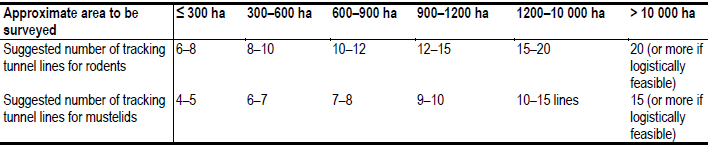 Approximate area to be surveyed ≤ 300 ha 300–600 ha 600–900 ha 900–1200 ha 1200–10 000 ha > 10 000 ha
Suggested number of tracking tunnel lines for rodents 6–8 8–10 10–12 12–15 15–20 20 (or more if logistically feasible)
Suggested number of tracking tunnel lines for mustelids 4–5 6–7 7–8 9–10 10–15 lines 15 (or more if logistically feasible)